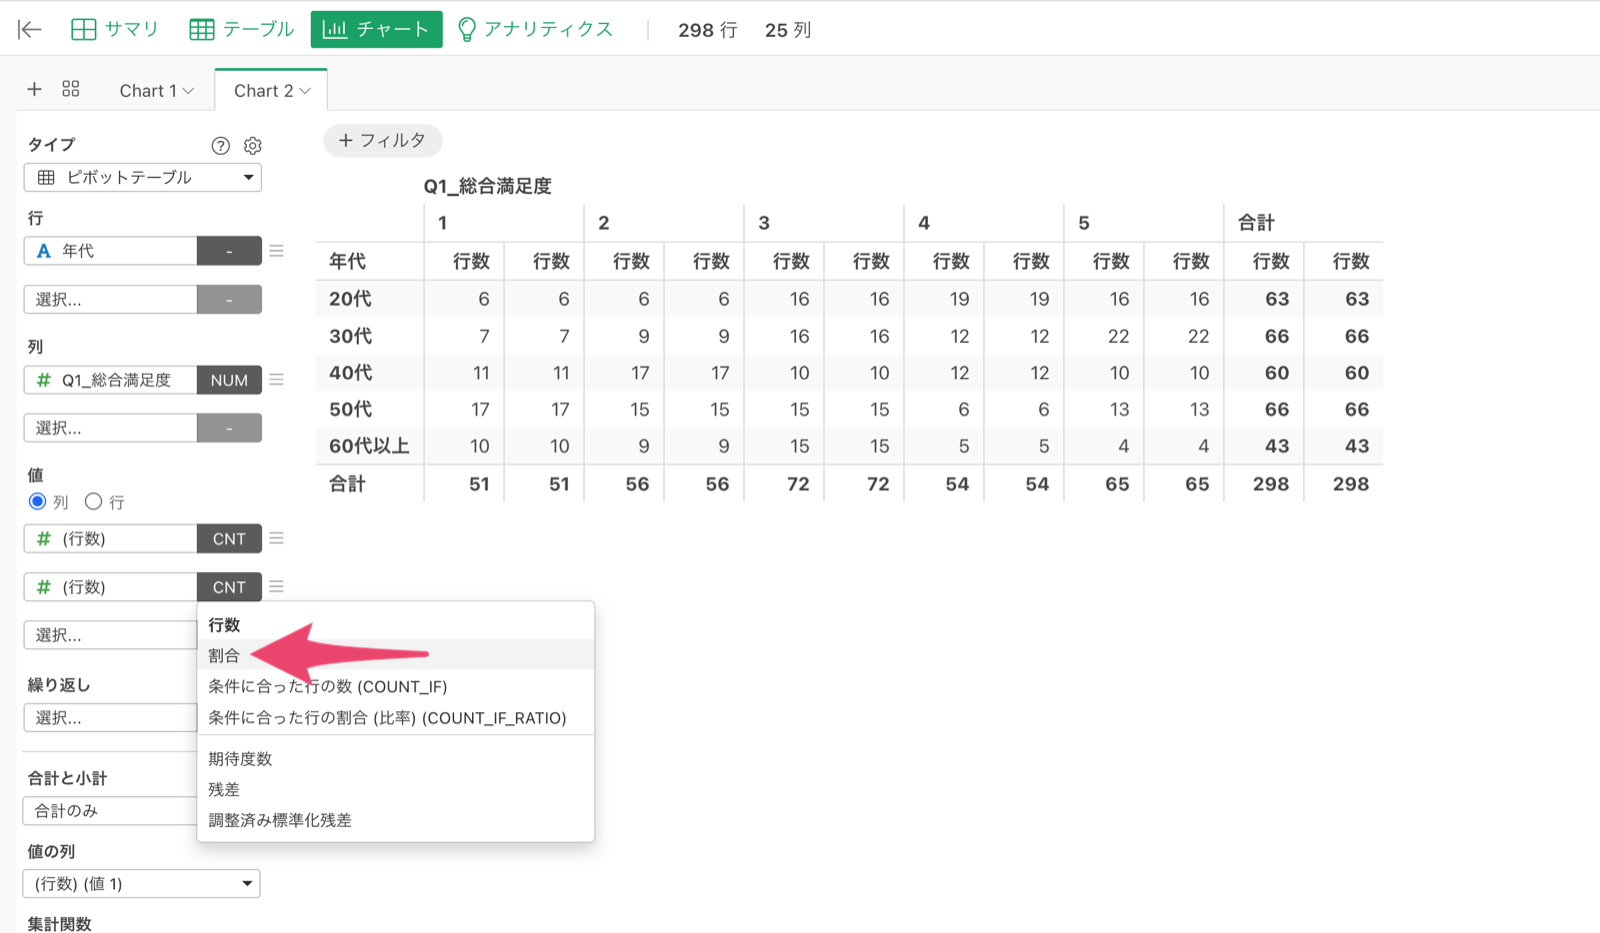 サマリ テーブル チャート アナリティクス 298 行 25 列
Chart 1 Chart 2
タイプ
ピボットテーブル
行
A 年代 -
選択... -
列
# Q1_総合満足度 NUM
選択... -
値
列 行
# (行数) CNT
# (行数) CNT
選択...
繰り返し
選択...
合計と小計
合計のみ
値の列
(行数) (値 1)
集計関数
行数
割合
条件に合った行の数 (COUNT_IF)
条件に合った行の割合 (比率) (COUNT_IF_RATIO)
期待度数
残差
調整済み標準化残差
+ フィルタ
Q1_総合満足度
1 2 3 4 5 合計
年代 行数 行数 行数 行数 行数 行数 行数 行数 行数 行数 行数 行数
20代 6 6 6 6 16 16 19 19 16 16 63 63
30代 7 7 9 9 16 16 12 12 22 22 66 66
40代 11 11 17 17 10 10 12 12 10 10 60 60
50代 17 17 15 15 15 15 6 6 13 13 66 66
60代以上 10 10 9 9 15 15 5 5 4 4 43 43
合計 51 51 56 56 72 72 54 54 65 65 298 298